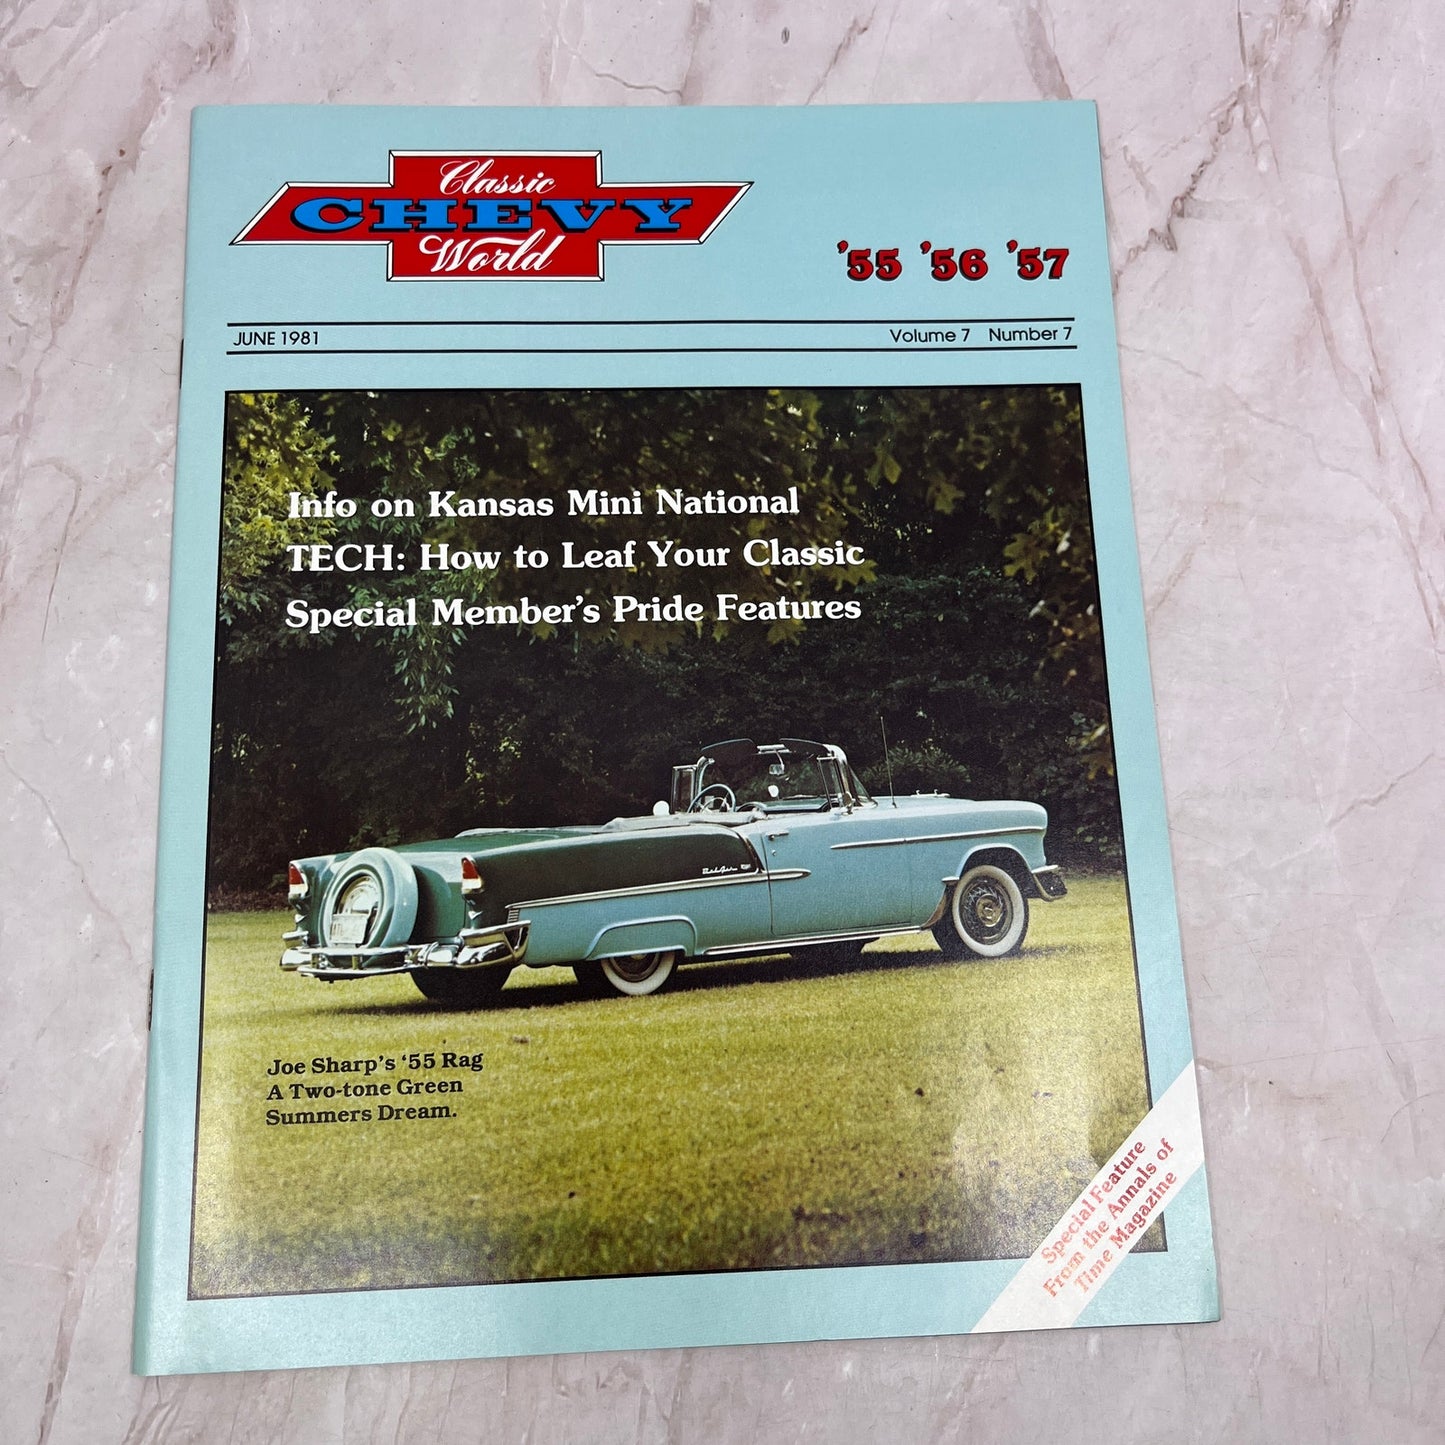 Classic
CHEVY
World
'55 '56 '57
JUNE 1981
Volume 7 Number 7
Info on Kansas Mini National
TECH: How to Leaf Your Classic
Special Member's Pride Features
BelAir
Joe Sharp's '55 Rag
A Two-tone Green
Summers Dream.
Special Feature
From the Annals of
Time Magazine